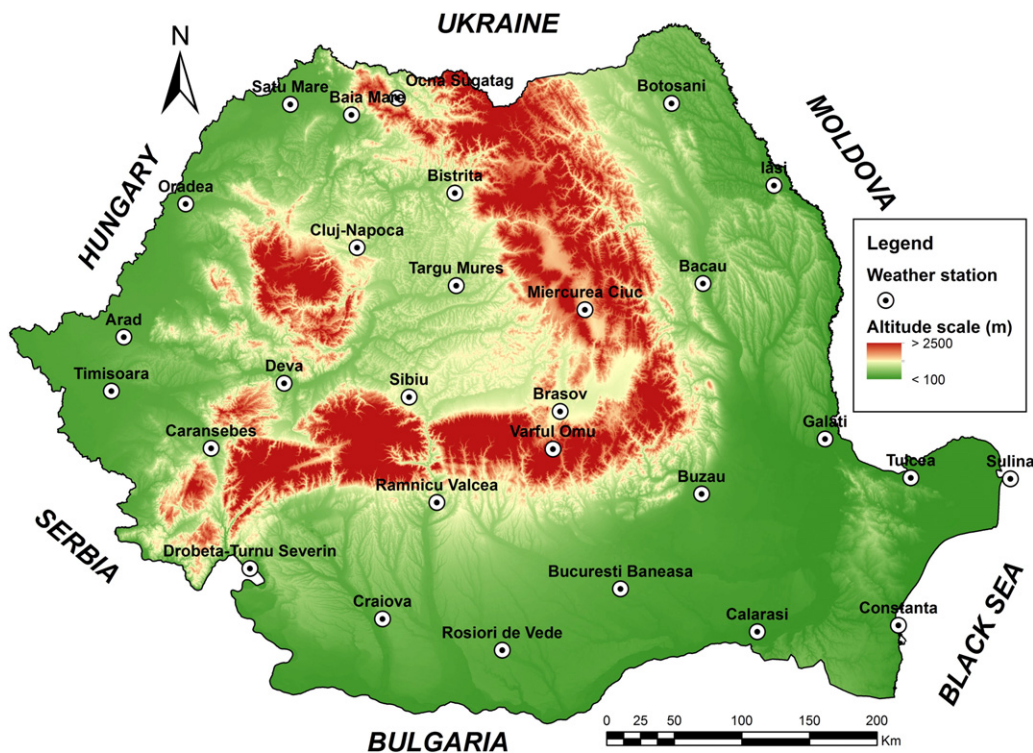 UKRAINE
N
Ocna Sugatag
Satu Mare
Baia Mare
Botosani
MOLDOVA
HUNGARY
Oradea
Bistrita
Iasi
Cluj-Napoca
Targu Mures
Bacau
Miercurea Ciuc
Legend
Weather station
Altitude scale (m)
> 2500
< 100
Arad
Timisoara
Deva
Sibiu
Brasov
Caransebes
Varful Omu
Galati
Tulcea
Sulina
Ramnicu Valcea
Buzau
SERBIA
Drobeta-Turnu Severin
Bucuresti Baneasa
Craiova
Calarasi
Constanta
Rosiori de Vede
BLACK SEA
0 25 50 100 150 200
Km
BULGARIA